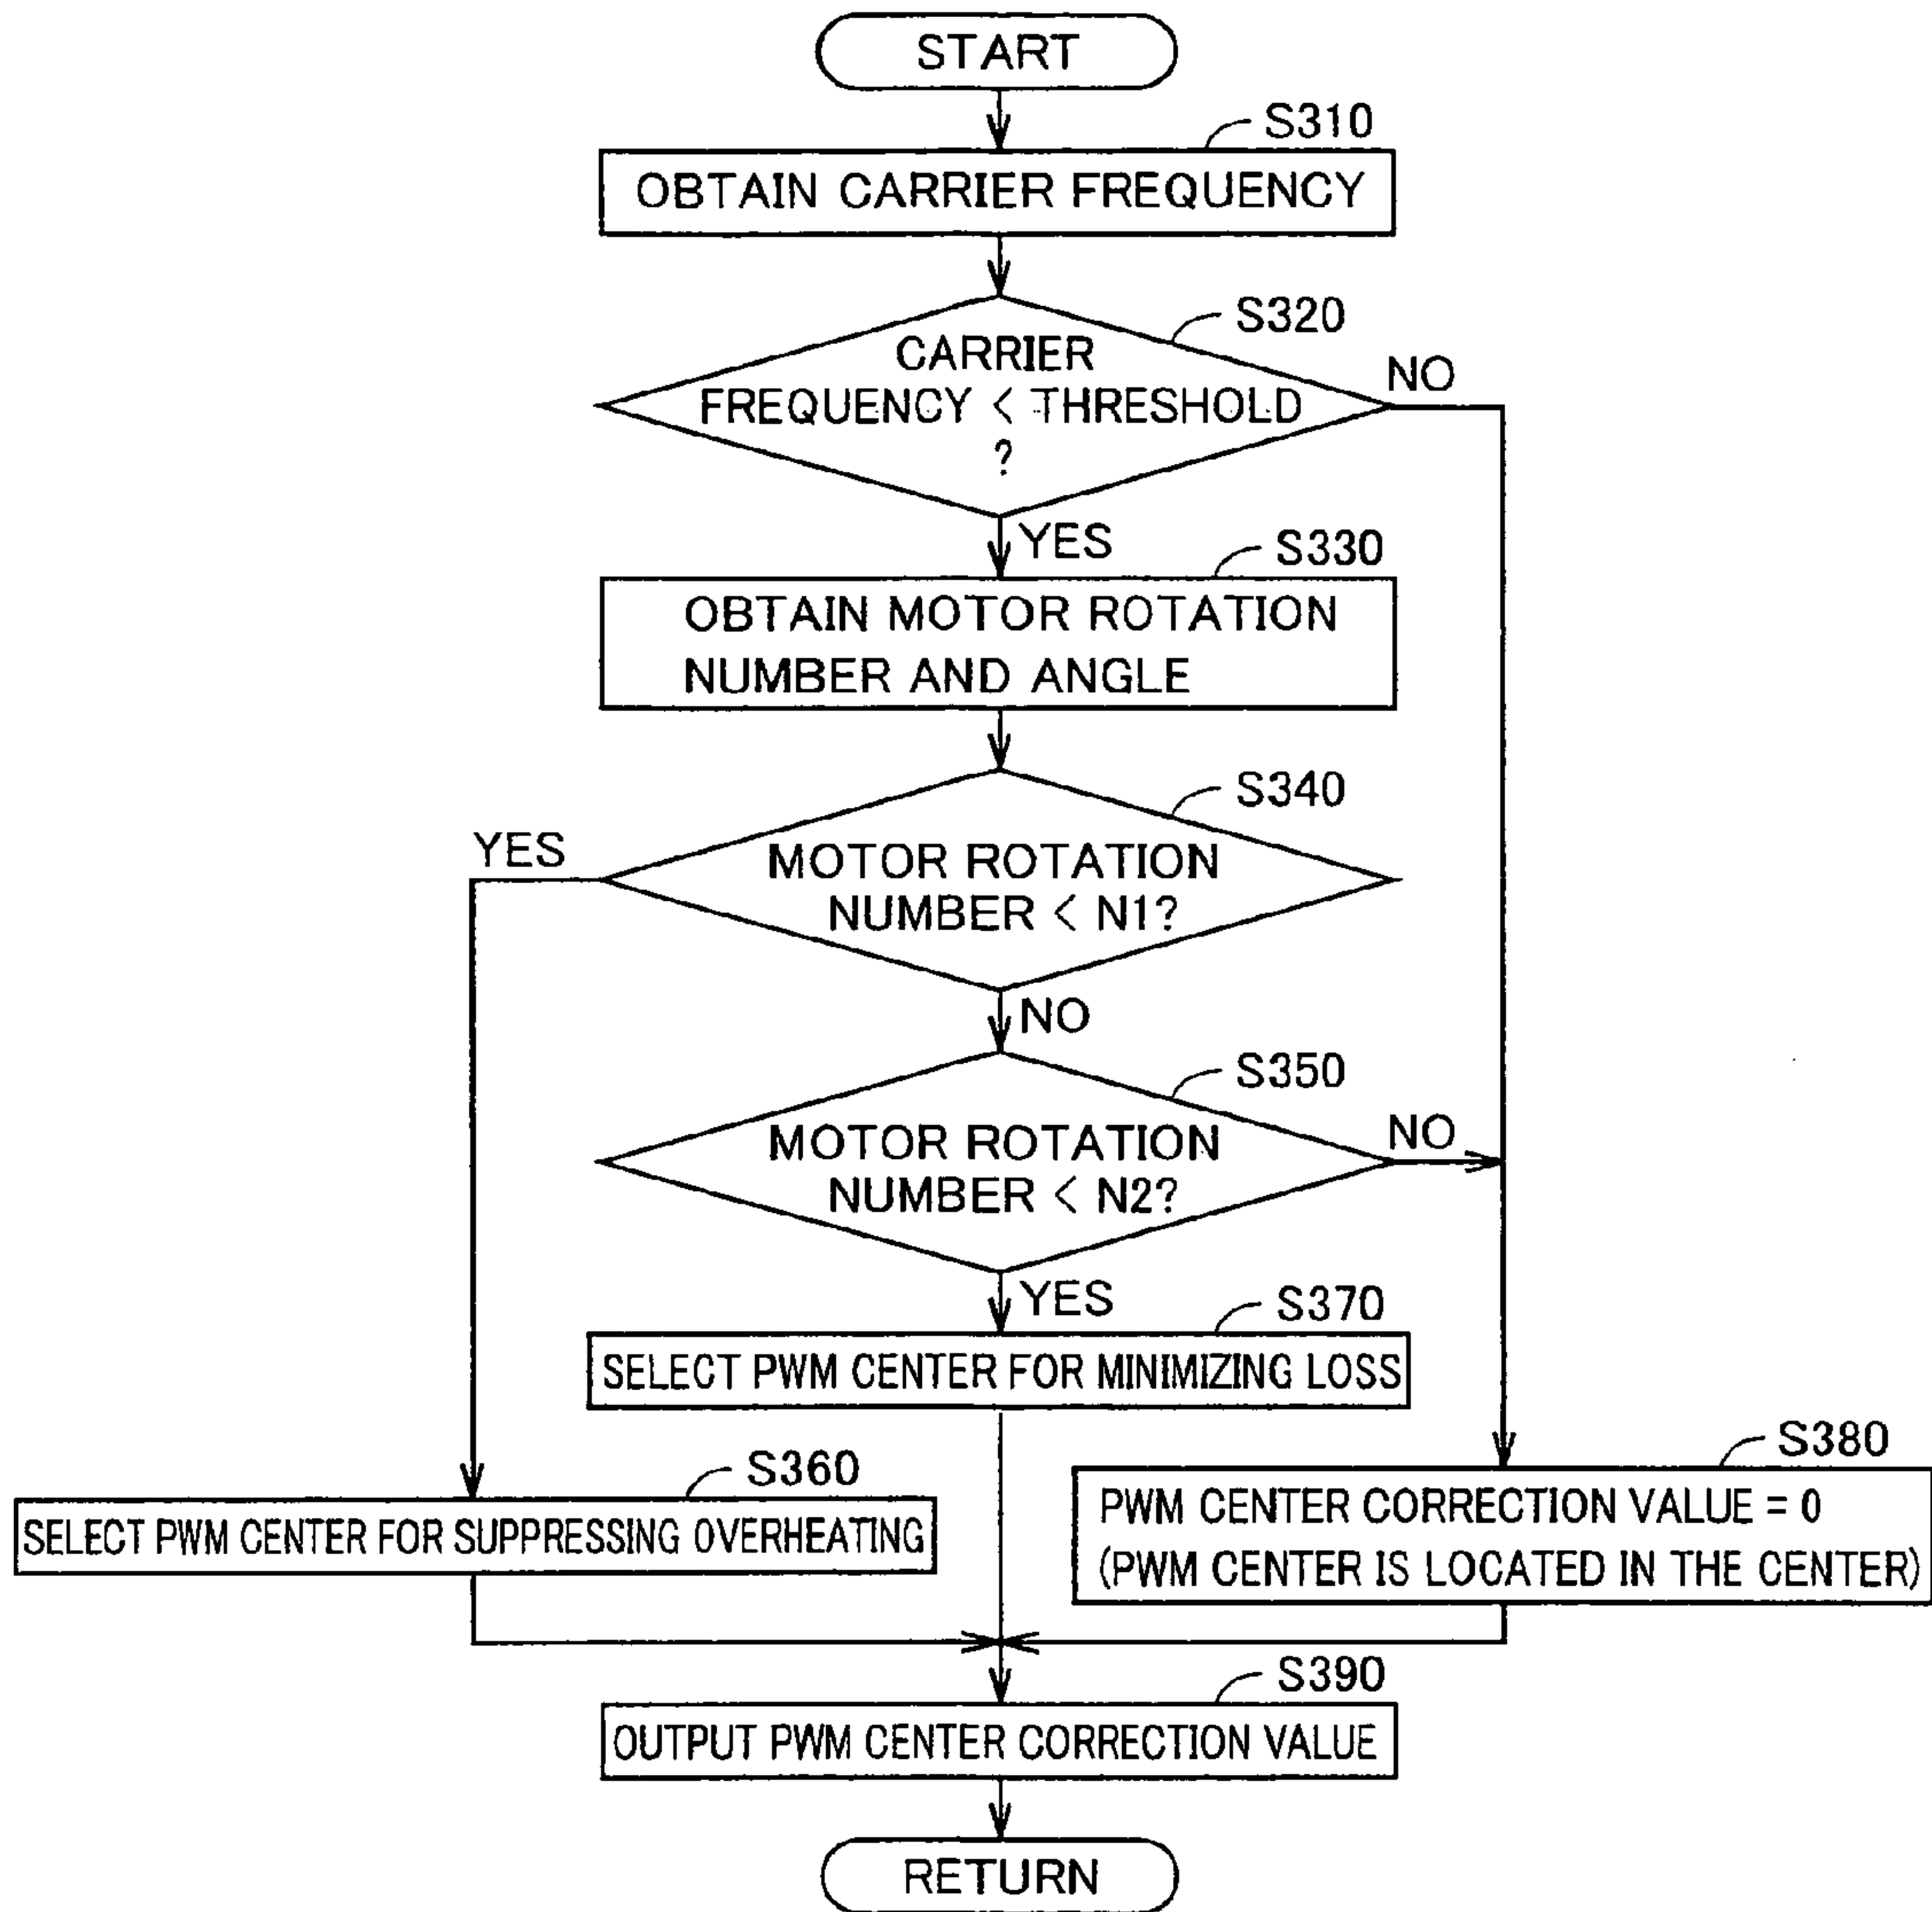 START
S310
OBTAIN CARRIER FREQUENCY
S320
CARRIER
FREQUENCY < THRESHOLD
?
NO
YES
S330
OBTAIN MOTOR ROTATION
NUMBER AND ANGLE
S340
YES
MOTOR ROTATION
NUMBER < N1?
NO
S350
MOTOR ROTATION
NUMBER < N2?
NO
YES
S370
SELECT PWM CENTER FOR MINIMIZING LOSS
S360
SELECT PWM CENTER FOR SUPPRESSING OVERHEATING
S380
PWM CENTER CORRECTION VALUE = 0
(PWM CENTER IS LOCATED IN THE CENTER)
S390
OUTPUT PWM CENTER CORRECTION VALUE
RETURN